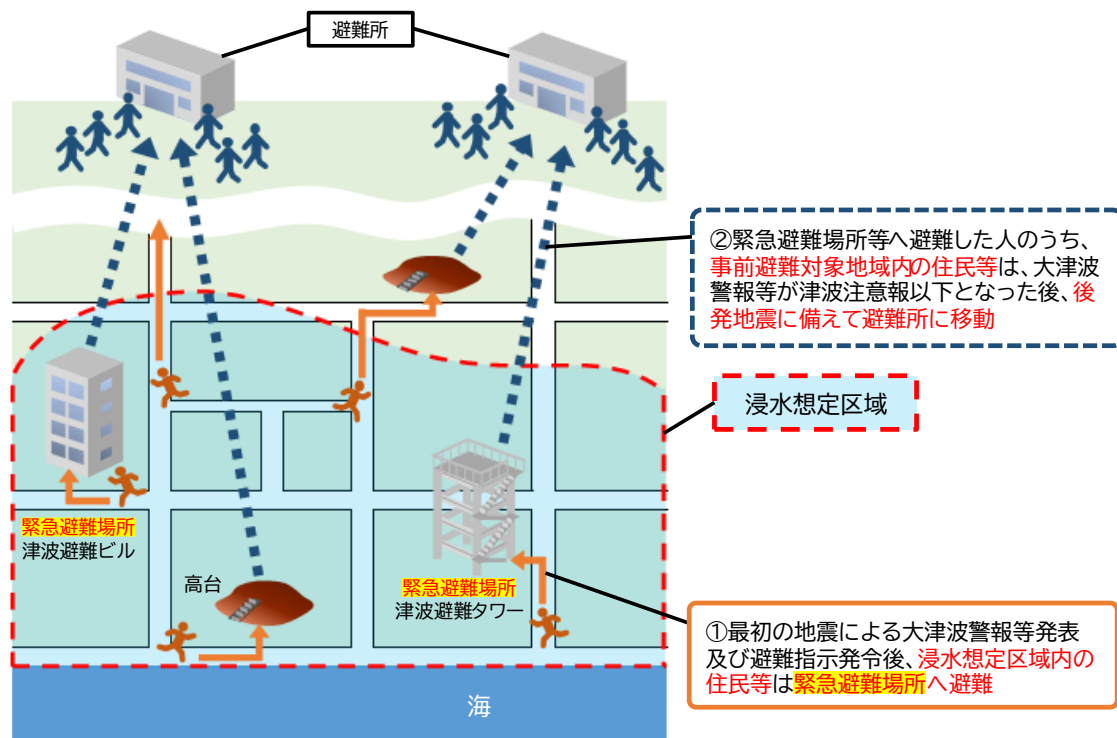 避難所
②緊急避難場所等へ避難した人のうち、
事前避難対象地域内の住民等は、大津波
警報等が津波注意報以下となった後、後
発地震に備えて避難所に移動
浸水想定区域
緊急避難場所
津波避難ビル
高台
緊急避難場所
津波避難タワー
①最初の地震による大津波警報等発表
及び避難指示発令後、浸水想定区域内の
住民等は緊急避難場所へ避難
海